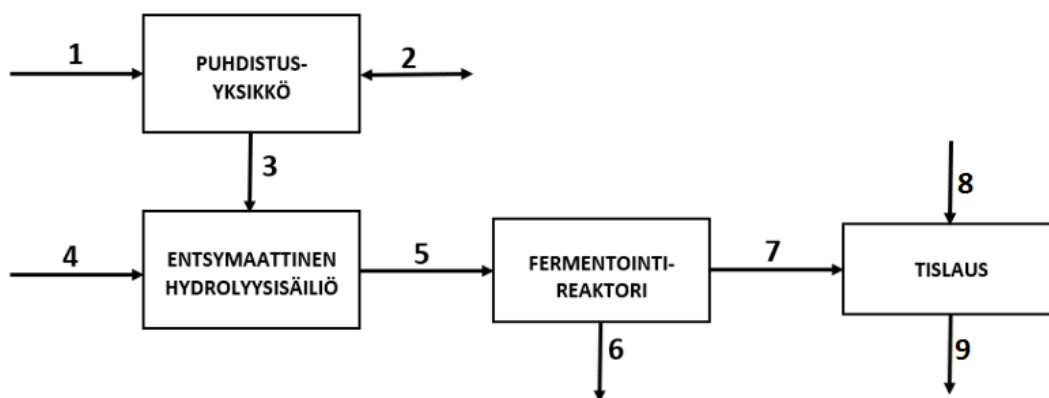 1
PUHDISTUS-
YKSIKKÖ
2
3
8
4
ENTSYMAATTINEN
HYDROLYYSISÄILIÖ
5
FERMENTOINTI-
REAKTORI
7
TISLAUS
6
9